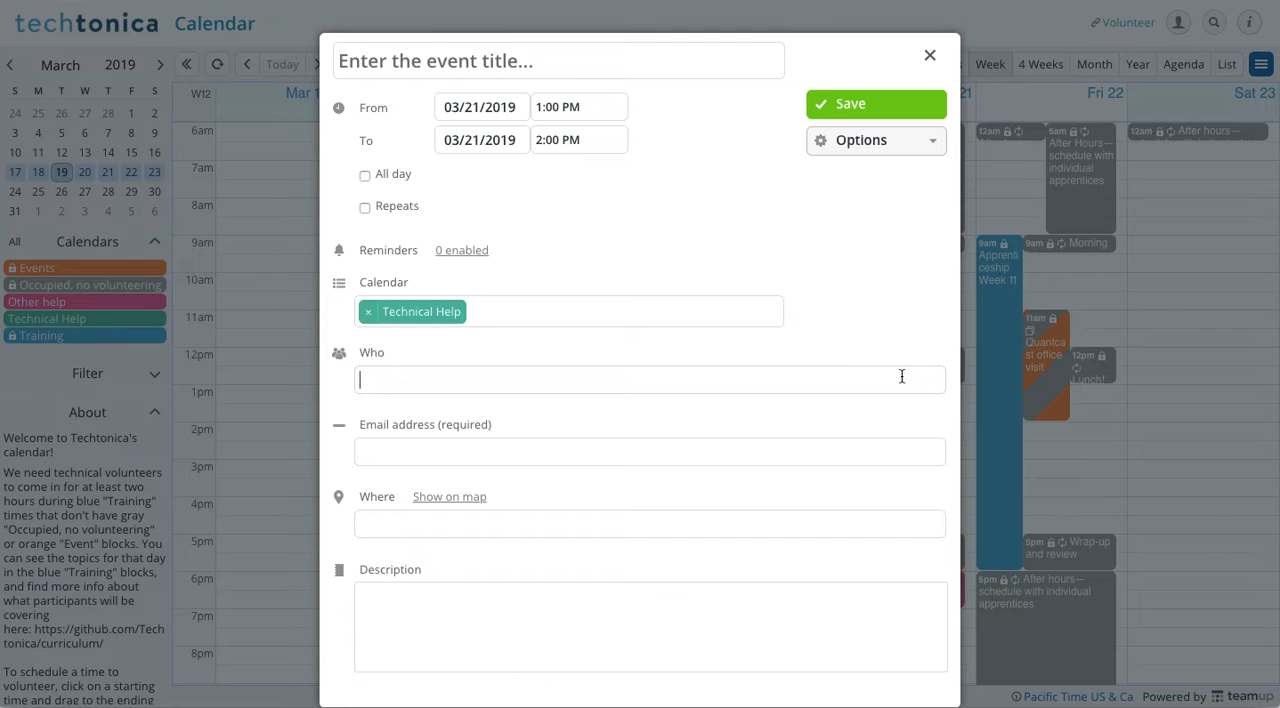 techtonica Calendar
Volunteer
March 2019
Today
Week
4 Weeks
Month
Year
Agenda
List
S M T W T F S
24 25 26 27 28 1 2
3 4 5 6 7 8 9
10 11 12 13 14 15 16
17 18 19 20 21 22 23
24 25 26 27 28 29 30
31 1 2 3 4 5 6
All Calendars
Events
Occupied, no volunteering
Other help
Technical Help
Training
Filter
About
Welcome to Techtonica's
calendar!
We need technical volunteers
to come in for at least two
hours during blue "Training"
times that don't have gray
"Occupied, no volunteering"
or orange "Event" blocks. You
can see the topics for that day
in the blue "Training" blocks,
and find more info about
what participants will be
covering
here: https://github.com/Tech
tonica/curriculum/
To schedule a time to
volunteer, click on a starting
time and drag to the ending
W12
Mar 1
21
Fri 22
Sat 23
6am
7am
8am
9am
10am
11am
12pm
1pm
2pm
3pm
4pm
5pm
6pm
7pm
8pm
Enter the event title...
From 03/21/2019 1:00 PM
To 03/21/2019 2:00 PM
All day
Repeats
Save
Options
Reminders 0 enabled
Calendar
× Technical Help
Who
Email address (required)
Where Show on map
Description
12am
6am
After Hours—
schedule with
individual
apprentices
12am After hours—
9am
Apprenti
ceship
Week 11
9am Morning
11am
Quantca
st office
visit
12pm
Lunch!
5pm Wrap-up
and review
6pm After hours—
schedule with individual
apprentices
Pacific Time US & Ca
Powered by teamup